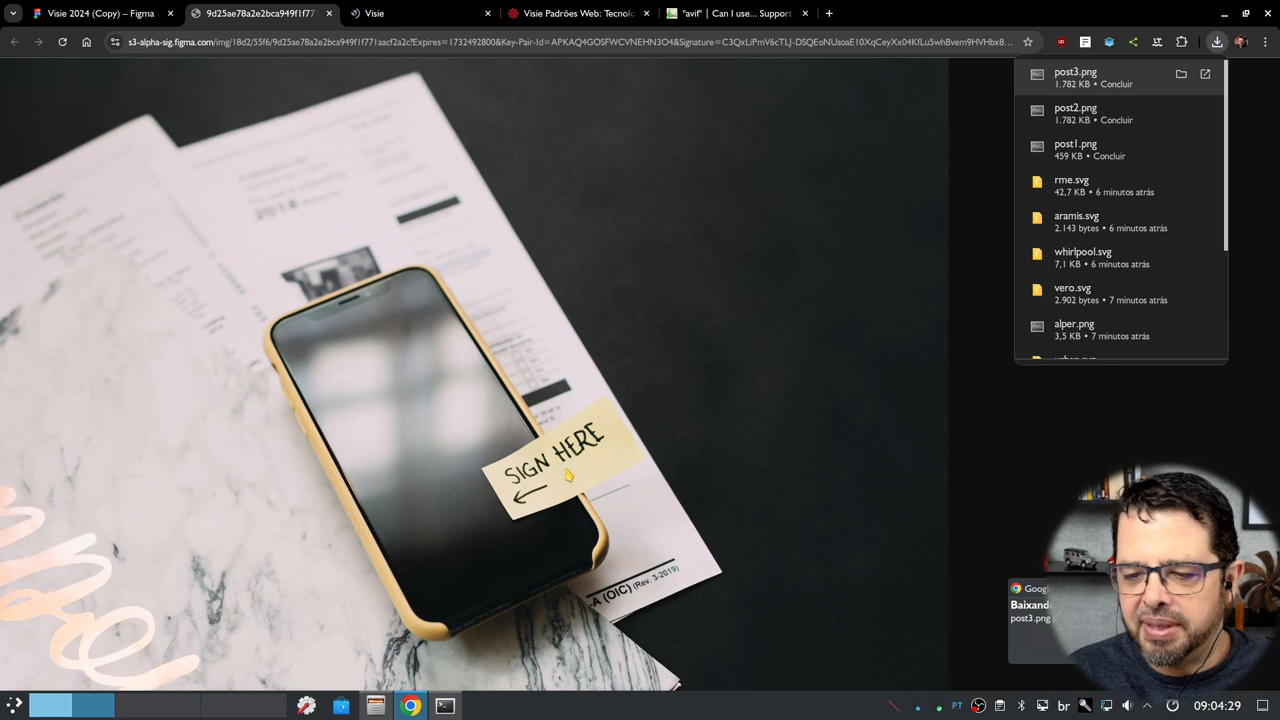 Visie 2024 (Copy) – Figma
9d25ae78a2e2bca949f1f77
Visie
Visie Padrões Web: Tecnolo
"avif" | Can I use... Support
s3-alpha-sig.figma.com/img/18d2/55f6/9d25ae78a2e2bca949f1f771aacf2a2c?Expires=1732492800&Key-Pair-Id=APKAQ4GOSFWCVNEHN3O4&Signature=C3QxLiPmV6cTLJ-DSQEoNUsoaE10XqCeyXx04KfLu5whBvem9HVHbx8...
post3.png
1.782 KB • Concluir
post2.png
1.782 KB • Concluir
post1.png
459 KB • Concluir
rme.svg
42,7 KB • 6 minutos atrás
aramis.svg
2.143 bytes • 6 minutos atrás
whirlpool.svg
7,1 KB • 6 minutos atrás
vero.svg
2.902 bytes • 7 minutos atrás
alper.png
3,5 KB • 7 minutos atrás
SIGN HERE
-A (OIC) (Rev. 3-2019)
Google
Baixand
post3.png
PT
br
09:04:29